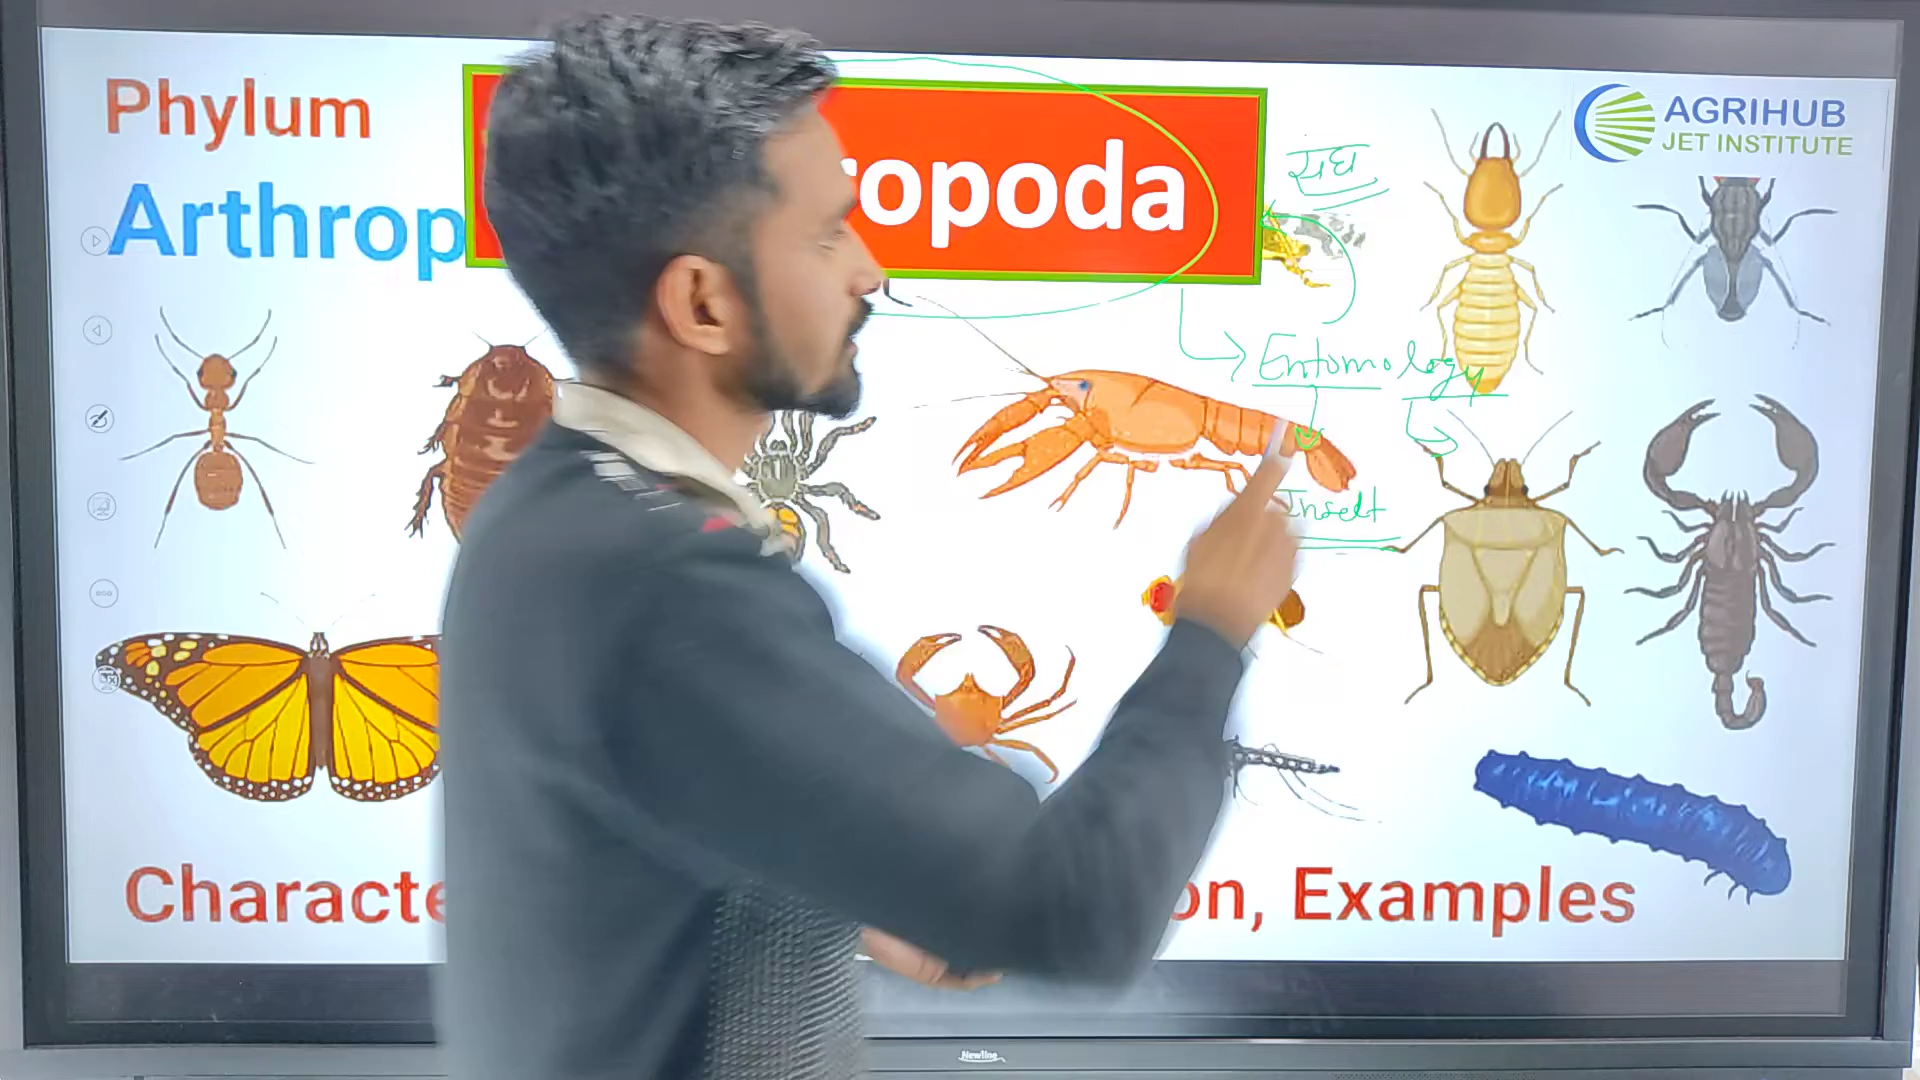 Phylum
Arthrop
ropoda
AGRIHUB
JET INSTITUTE
संघ
Entomology
Insect
Characte
on, Examples
Newline